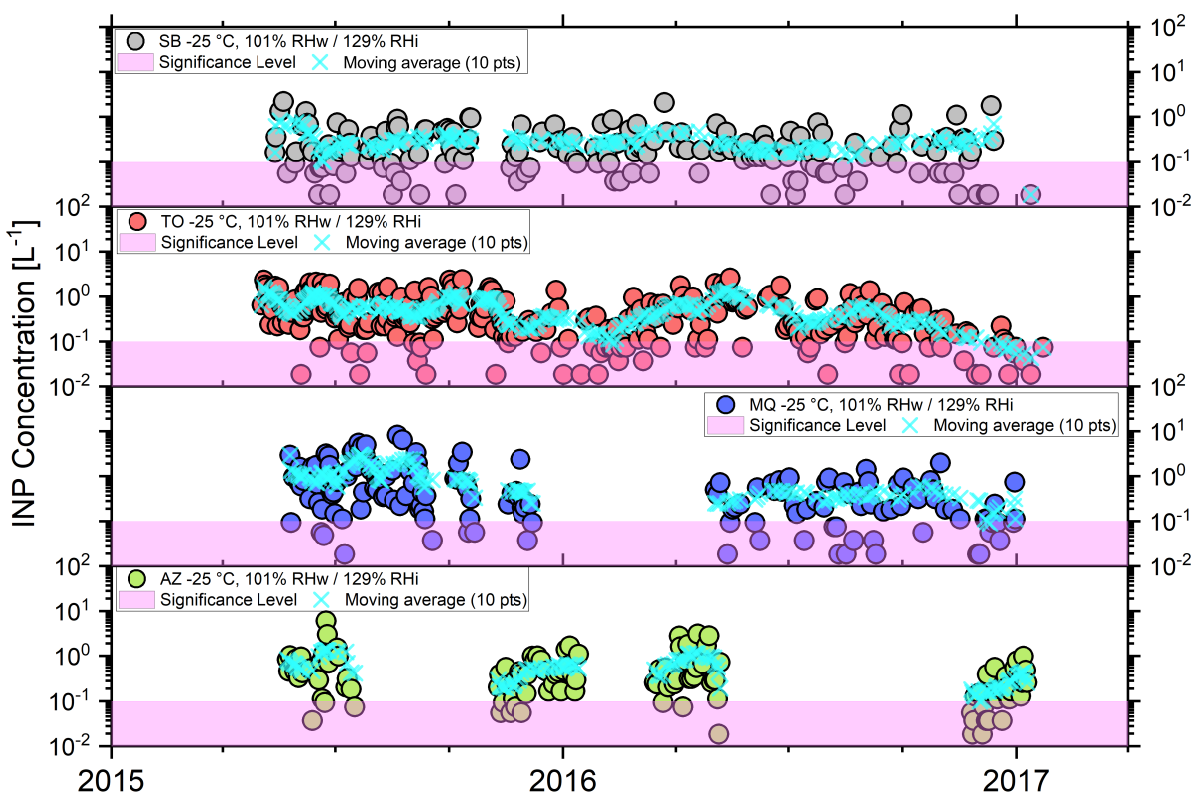 SB -25 °C, 101% RHw / 129% RHi
Significance Level Moving average (10 pts)
10²
10¹
10⁰
10⁻¹
10⁻²
10²
TO -25 °C, 101% RHw / 129% RHi
Significance Level Moving average (10 pts)
10¹
10⁰
10⁻¹
10⁻²
10²
MQ -25 °C, 101% RHw / 129% RHi
Significance Level Moving average (10 pts)
10¹
10⁰
10⁻¹
10⁻²
10²
AZ -25 °C, 101% RHw / 129% RHi
Significance Level Moving average (10 pts)
10¹
10⁰
10⁻¹
10⁻²
INP Concentration [L⁻¹]
2015 2016 2017